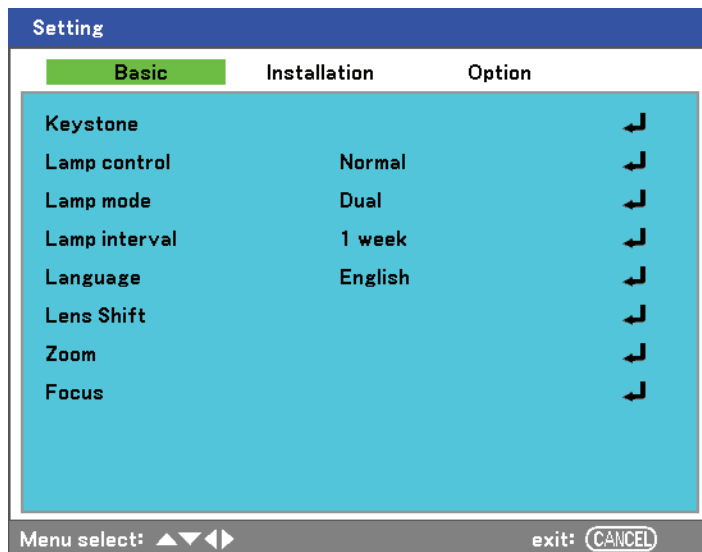 Setting
Basic Installation Option
Keystone
Lamp control Normal
Lamp mode Dual
Lamp interval 1 week
Language English
Lens Shift
Zoom
Focus
Menu select: ▲▼◀▶ exit: CANCEL